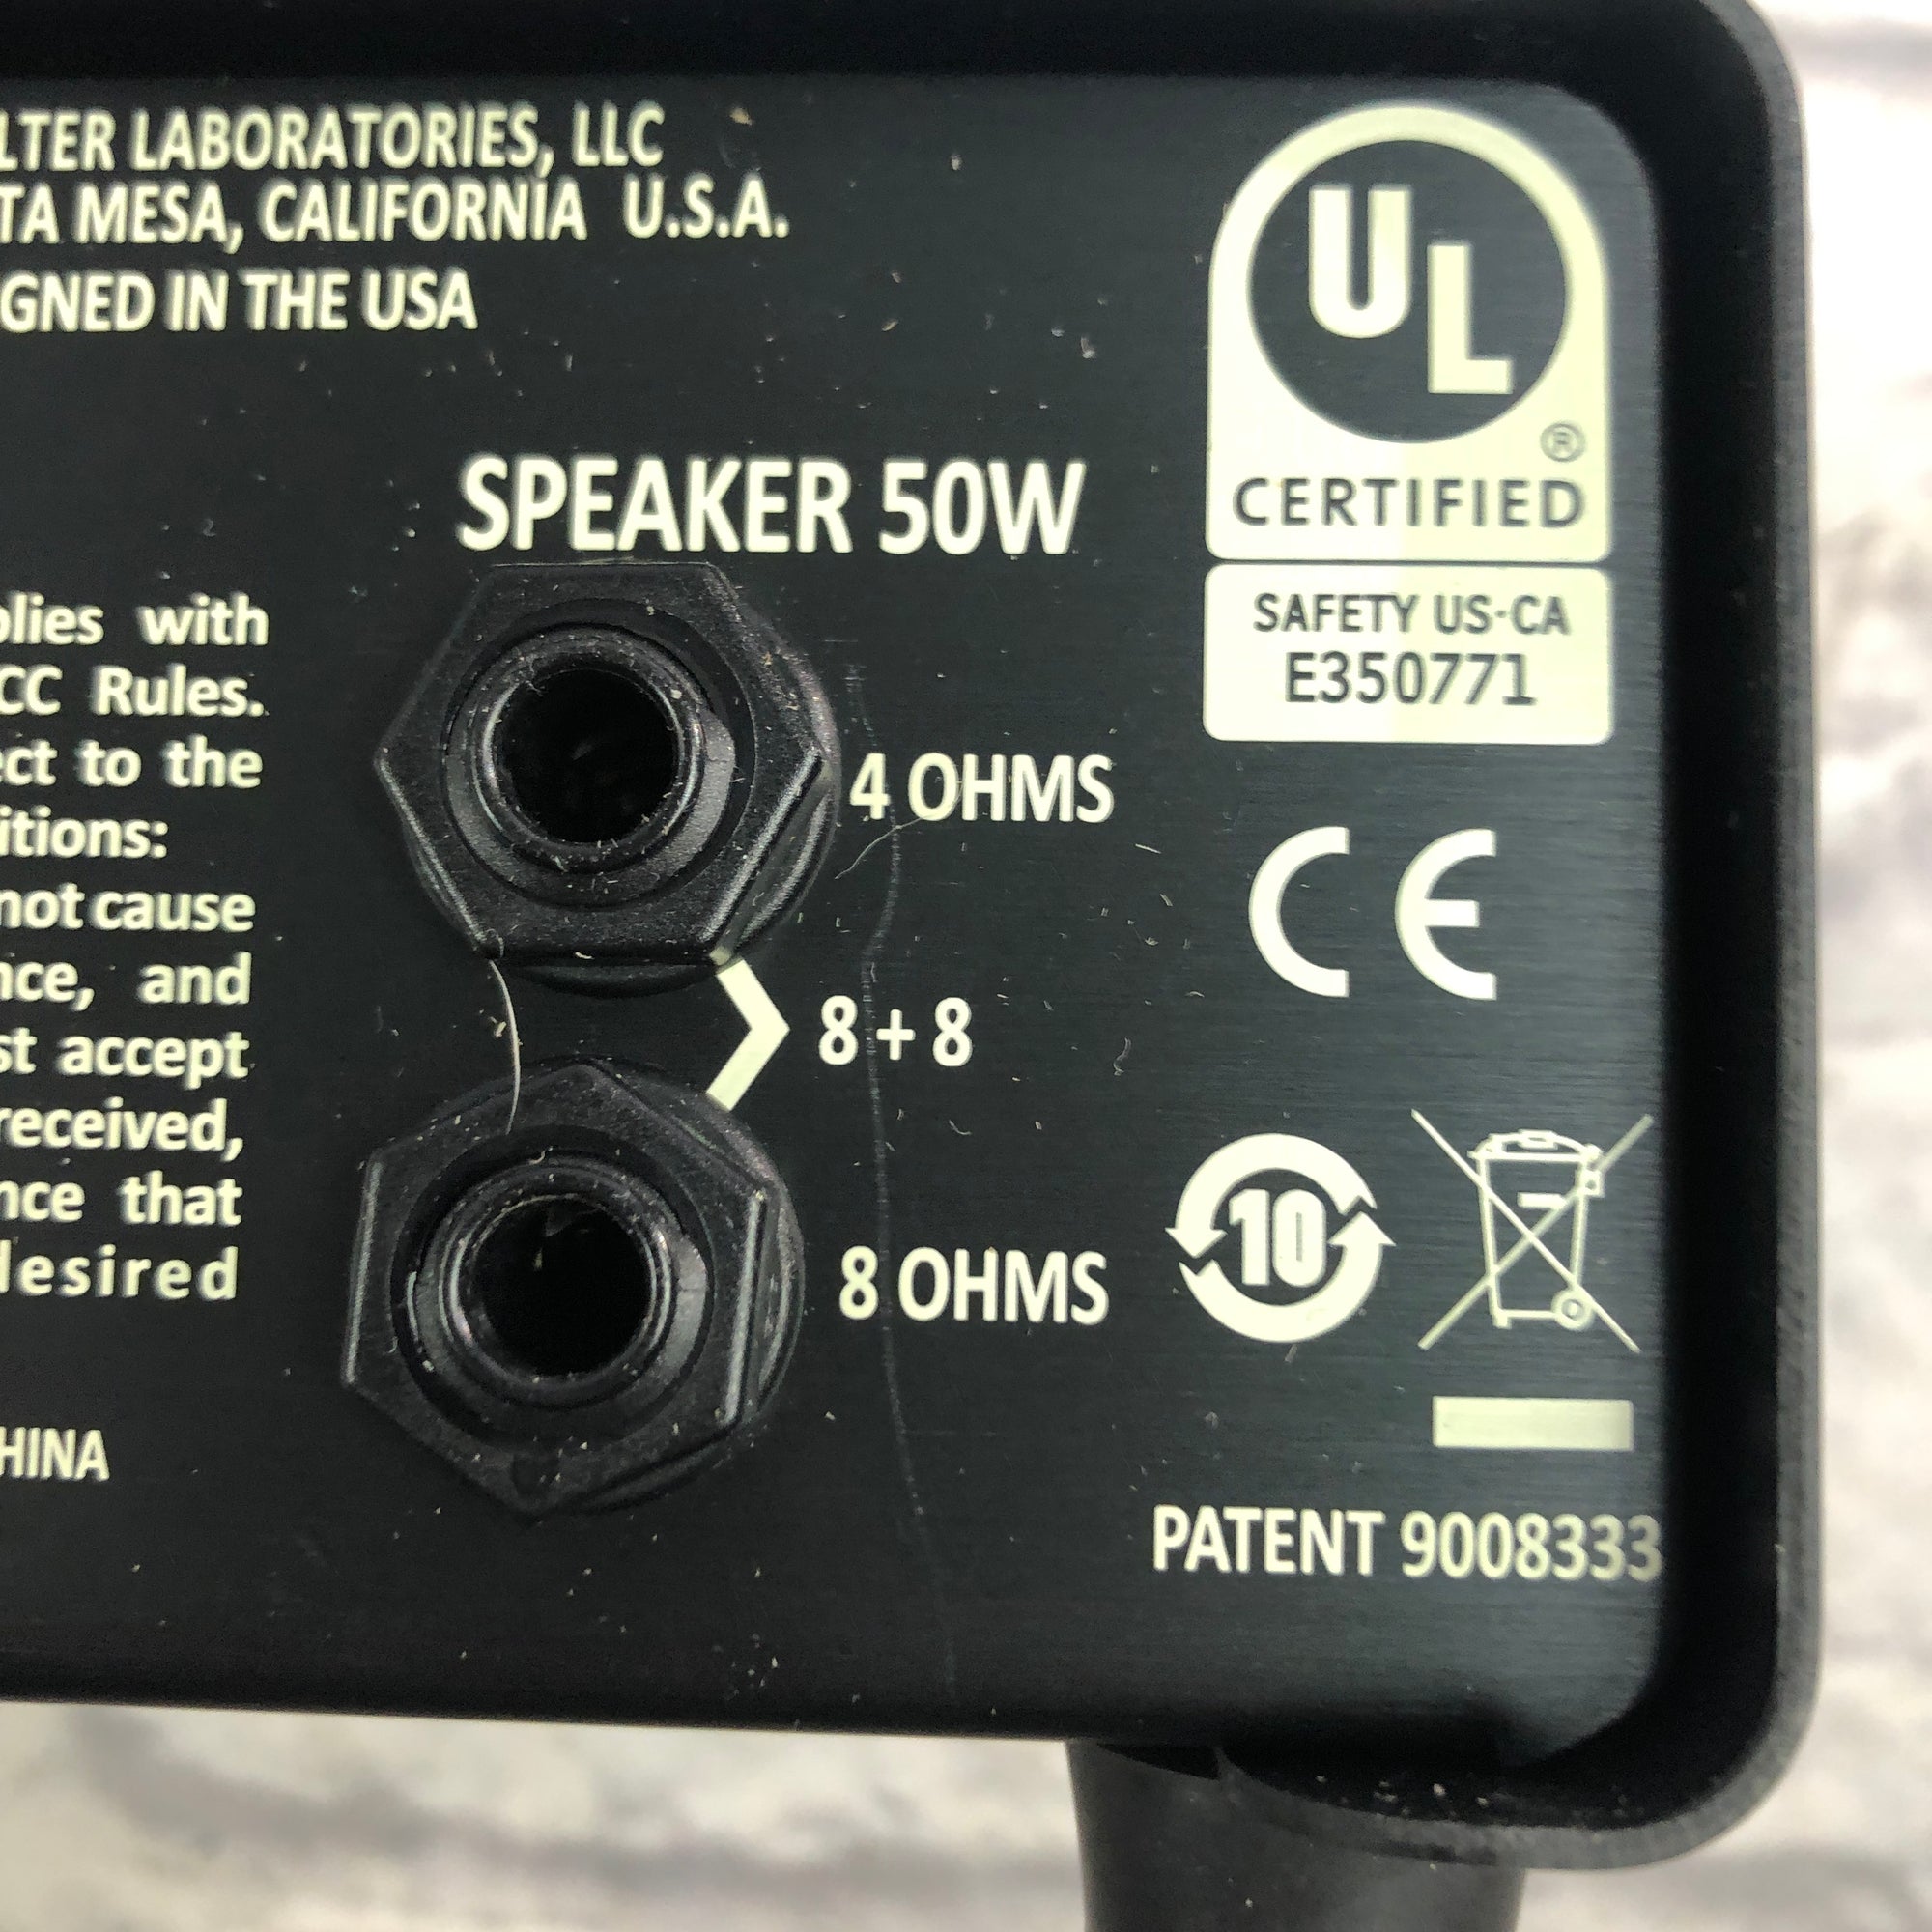 LTER LABORATORIES, LLC
TA MESA, CALIFORNIA U.S.A.
GNED IN THE USA
UL
®
CERTIFIED
SAFETY US·CA
E350771
SPEAKER 50W
4 OHMS
8 + 8
8 OHMS
plies with
CC Rules.
ect to the
itions:
not cause
nce, and
st accept
received,
nce that
desired
HINA
CE
10
PATENT 9008333